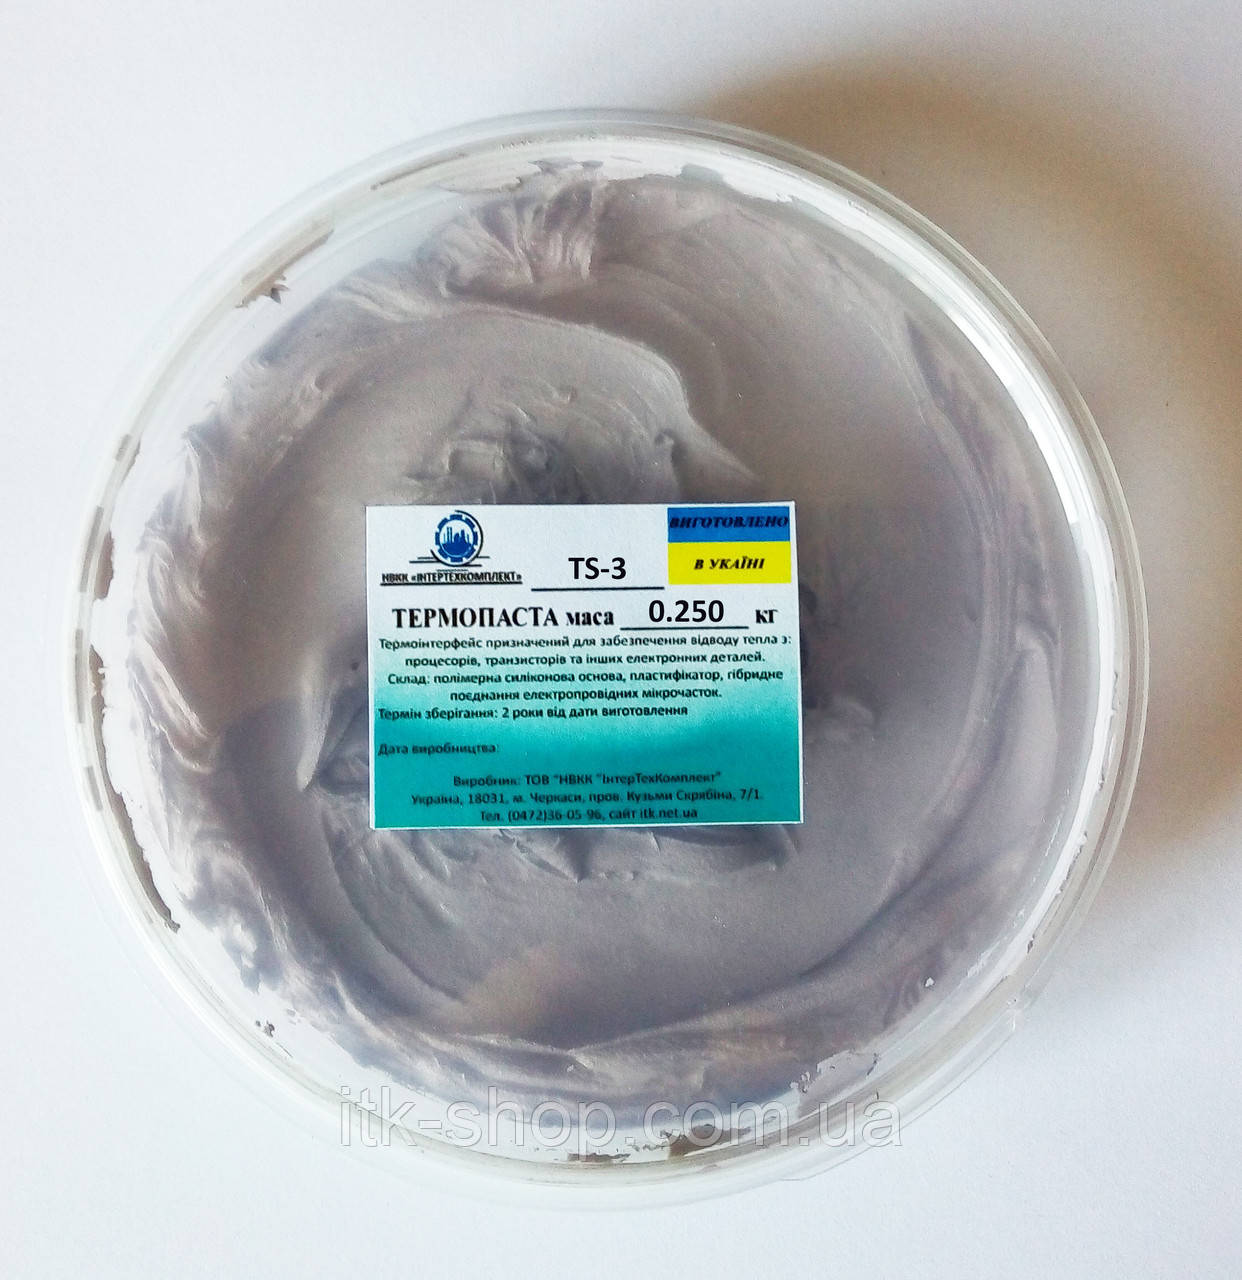 НВКК «ІНТЕРТЕХКОМПЛЕКТ»
TS-3
ВИГОТОВЛЕНО
В УКАЇНІ
ТЕРМОПАСТА маса 0.250 кг
Термоінтерфейс призначений для забезпечення відводу тепла з:
процесорів, транзисторів та інших електронних деталей.
Склад: полімерна силіконова основа, пластифікатор, гібридне
поєднання електропровідних мікрочасток.
Термін зберігання: 2 роки від дати виготовлення
Дата виробництва:
Виробник: ТОВ "НВКК "ІнтерТехКомплект"
Україна, 18031, м. Черкаси, пров. Кузьми Скрябіна, 7/1.
Тел. (0472)36-05-96, сайт itk.net.ua
itk-shop.com.ua